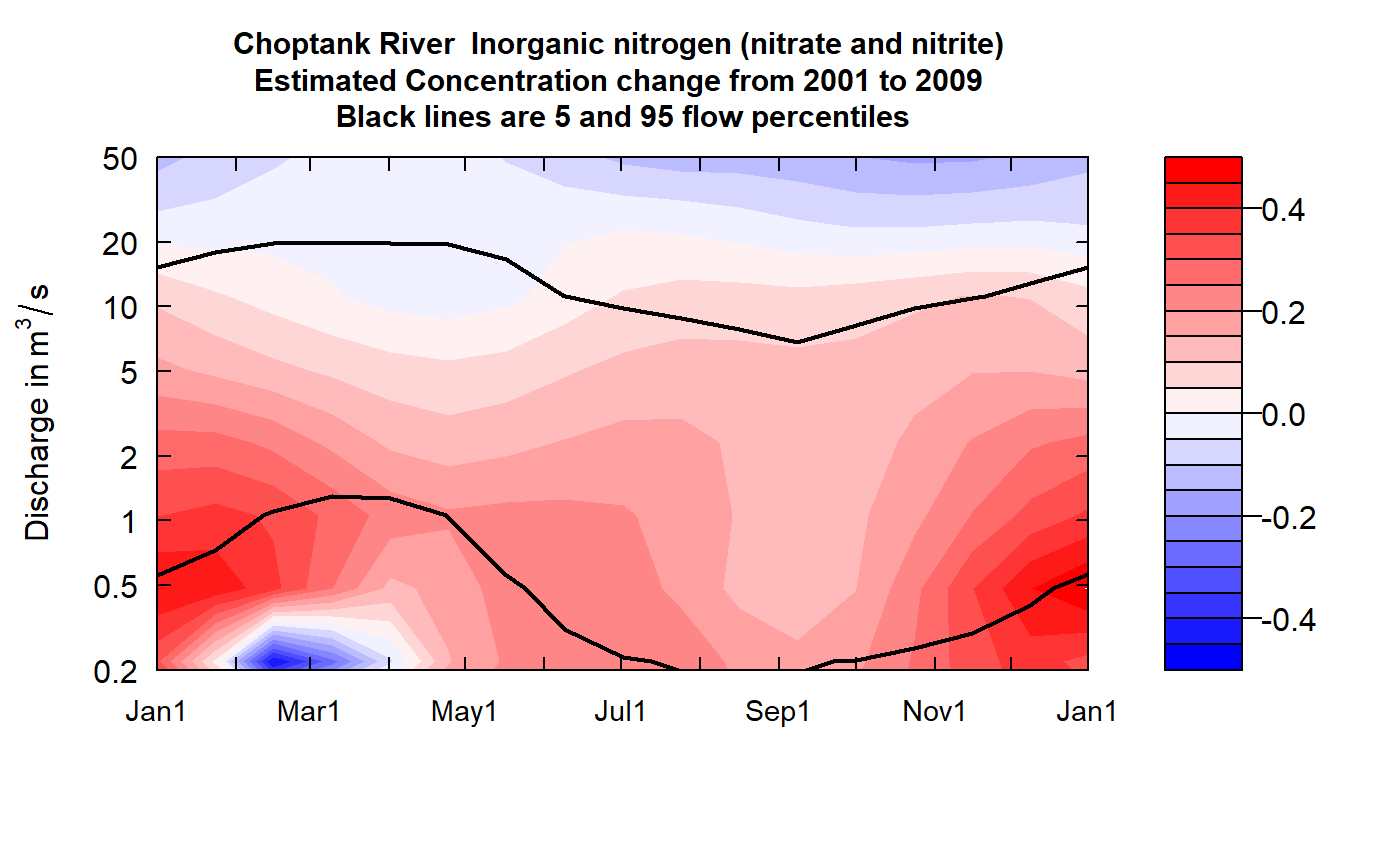 Choptank River  Inorganic nitrogen (nitrate and nitrite)
Estimated Concentration change from 2001 to 2009
Black lines are 5 and 95 flow percentiles
Discharge in m³/s
50
20
10
5
2
1
0.5
0.2
Jan1
Mar1
May1
Jul1
Sep1
Nov1
Jan1
0.4
0.2
0.0
-0.2
-0.4